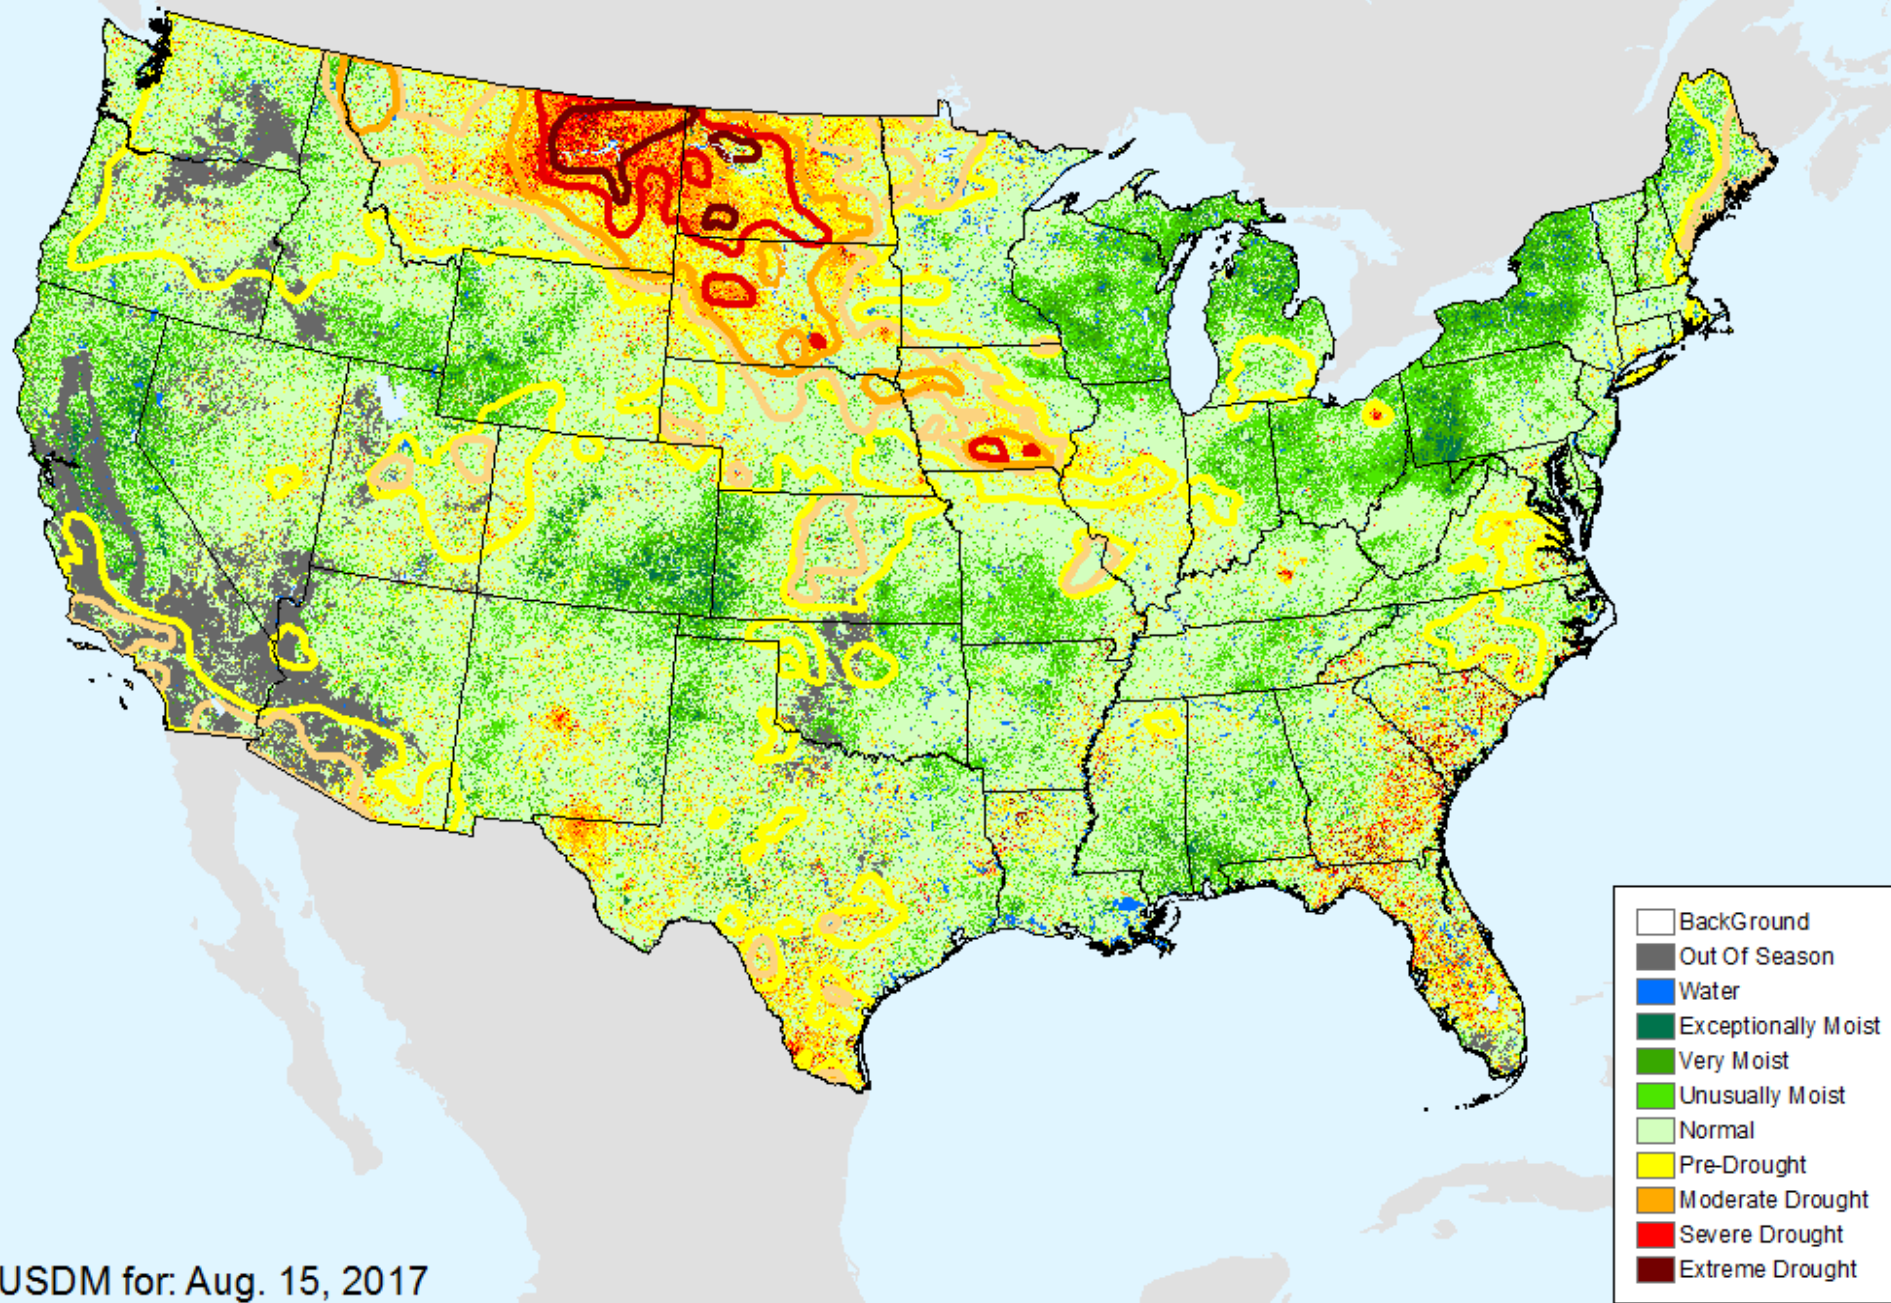 BackGround
Out Of Season
Water
Exceptionally Moist
Very Moist
Unusually Moist
Normal
Pre-Drought
Moderate Drought
Severe Drought
Extreme Drought
USDM for: Aug. 15, 2017